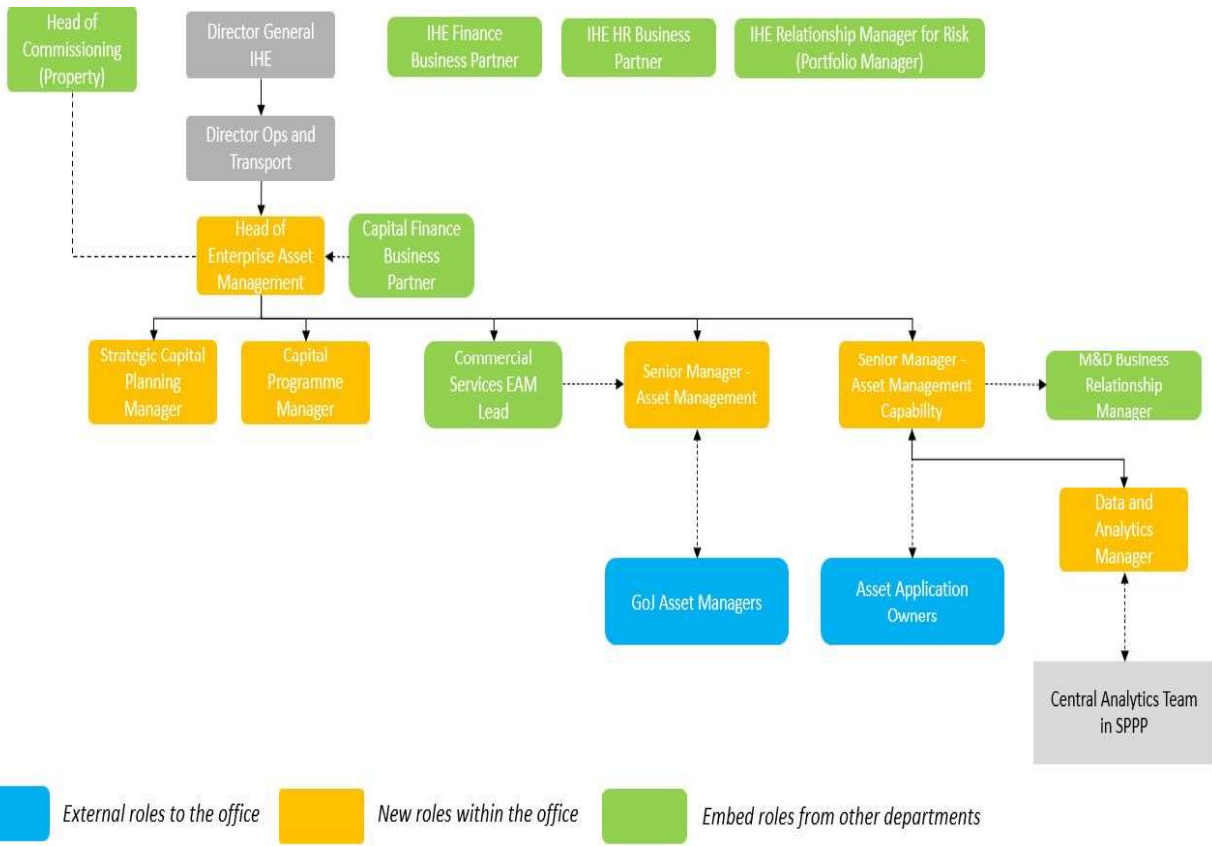 Head of
Commissioning
(Property)
Director General
IHE
IHE Finance
Business Partner
IHE HR Business
Partner
IHE Relationship Manager for Risk
(Portfolio Manager)
Director Ops and
Transport
Head of
Enterprise Asset
Management
Capital Finance
Business
Partner
Strategic Capital
Planning
Manager
Capital
Programme
Manager
Commercial
Services EAM
Lead
Senior Manager -
Asset Management
Senior Manager -
Asset Management
Capability
M&D Business
Relationship
Manager
Data and
Analytics
Manager
GoJ Asset Managers
Asset Application
Owners
Central Analytics Team
in SPPP
External roles to the office
New roles within the office
Embed roles from other departments